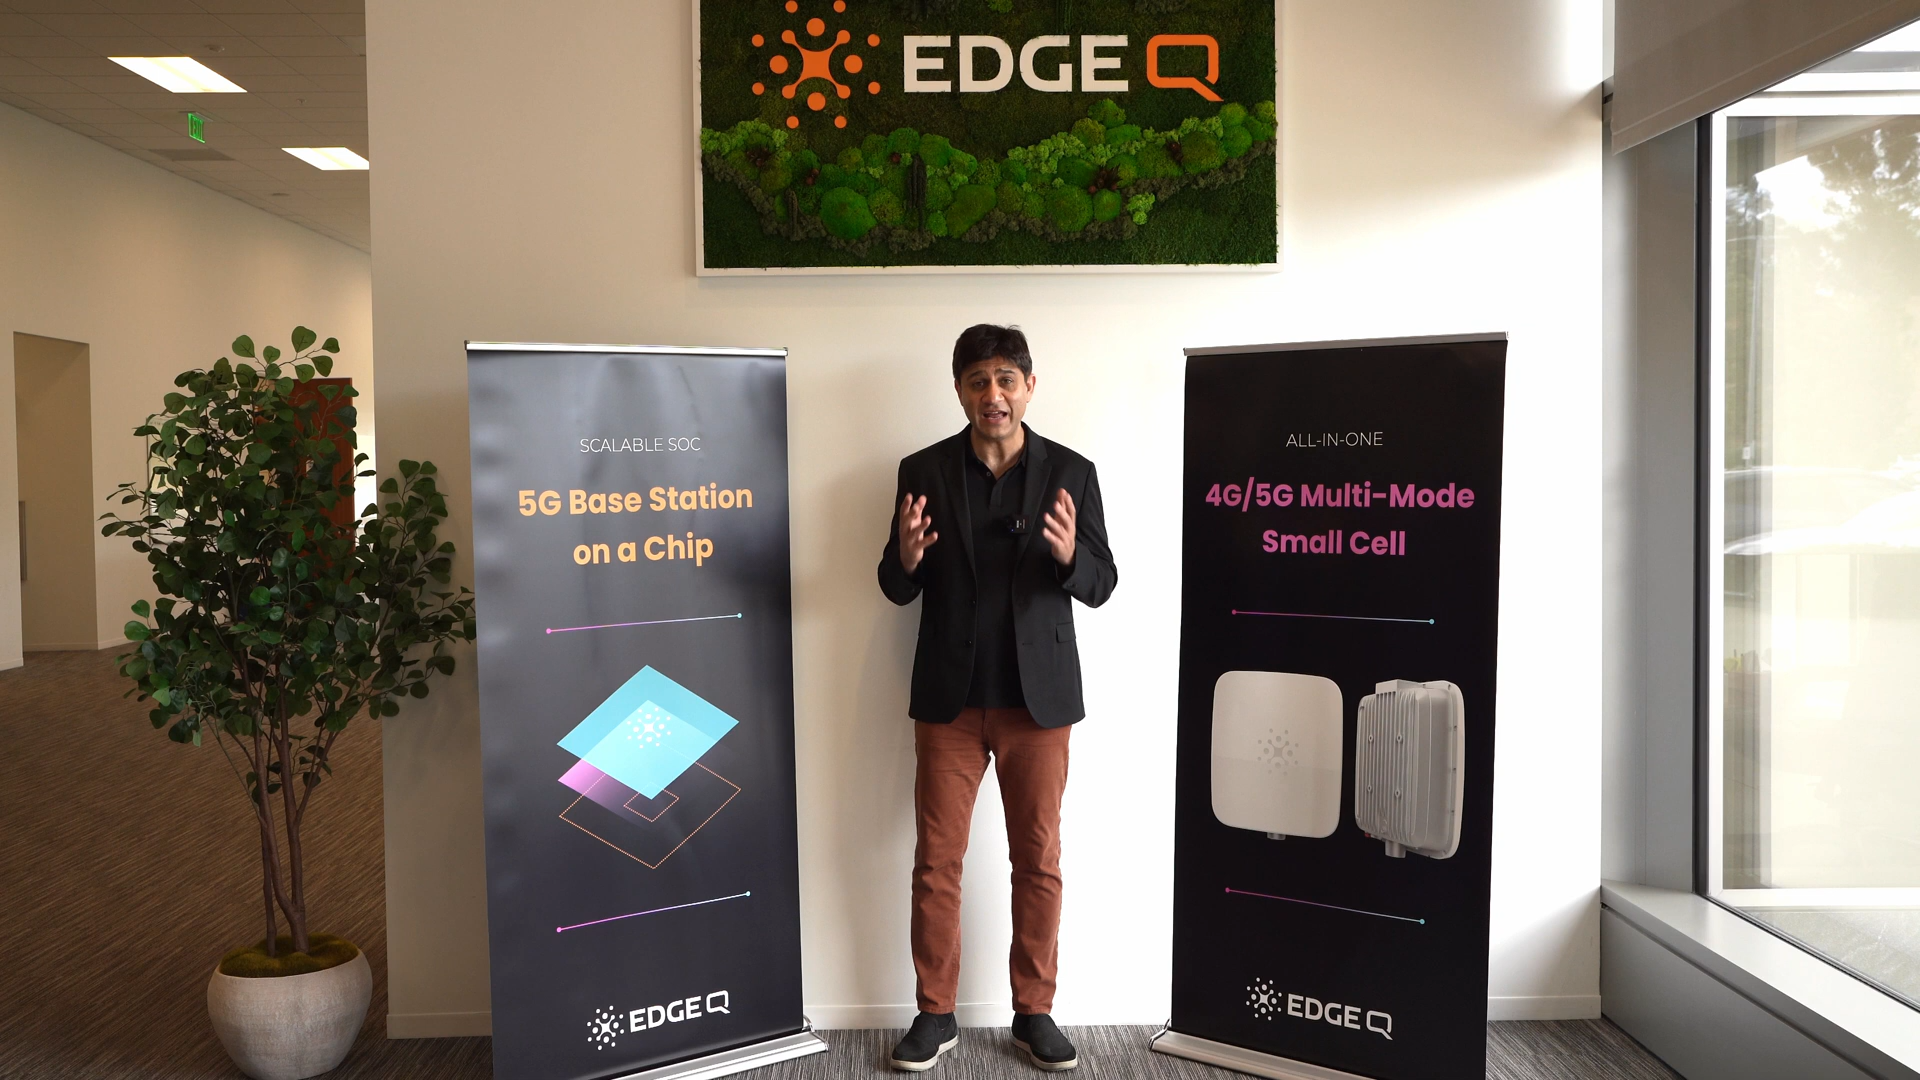 EDGE Q
EXIT
SCALABLE SOC
5G Base Station
on a Chip
EDGE Q
ALL-IN-ONE
4G/5G Multi-Mode
Small Cell
EDGE Q